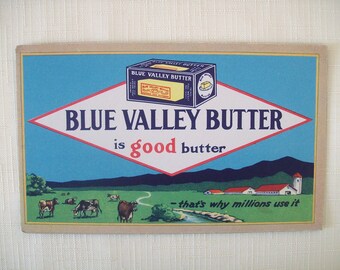 BLUE VALLEY BUTTER
BLUE VALLEY BUTTER
is good butter
- that's why millions use it